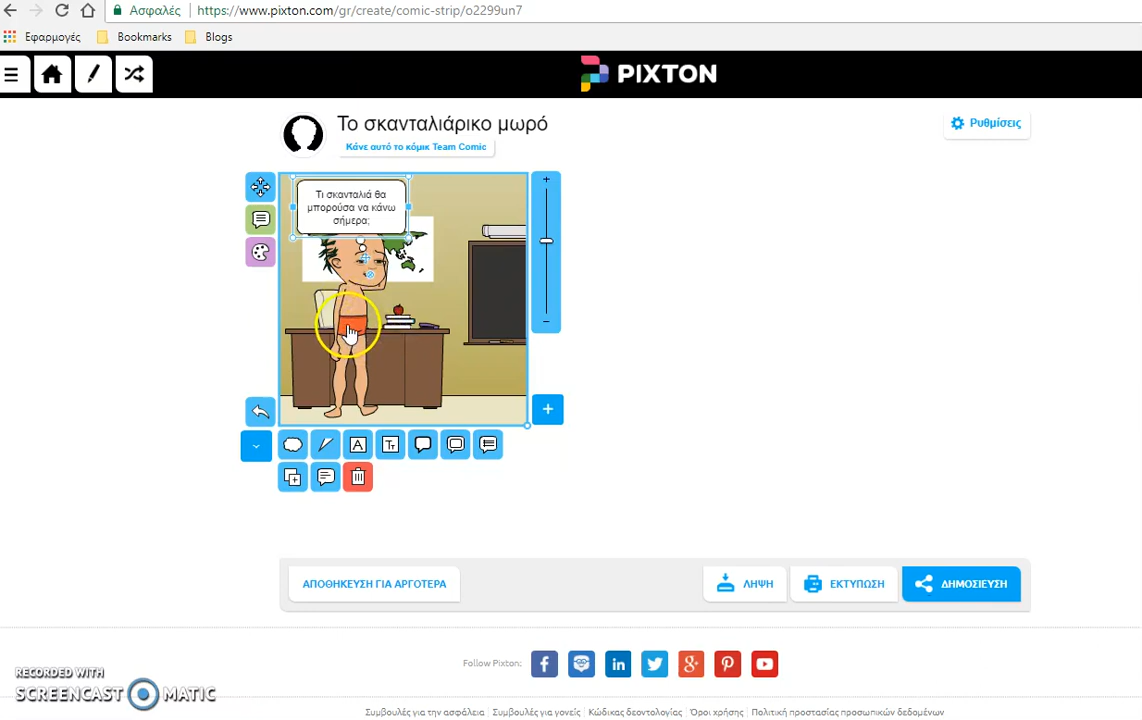 Ασφαλές
https://www.pixton.com/gr/create/comic-strip/o2299un7
Εφαρμογές Bookmarks Blogs
PIXTON
Το σκανταλιάρικο μωρό
Κάνε αυτό το κόμικ Team Comic
Ρυθμίσεις
Τι σκανταλιά θα
μπορούσα να κάνω
σήμερα;
ΑΠΟΘΗΚΕΥΣΗ ΓΙΑ ΑΡΓΟΤΕΡΑ
ΛΗΨΗ
ΕΚΤΥΠΩΣΗ
ΔΗΜΟΣΙΕΥΣΗ
Follow Pixton:
RECORDED WITH
SCREENCAST MATIC
Συμβουλές για την ασφάλεια Συμβουλές για γονείς Κώδικας δεοντολογίας Όροι χρήσης Πολιτική προστασίας προσωπικών δεδομένων